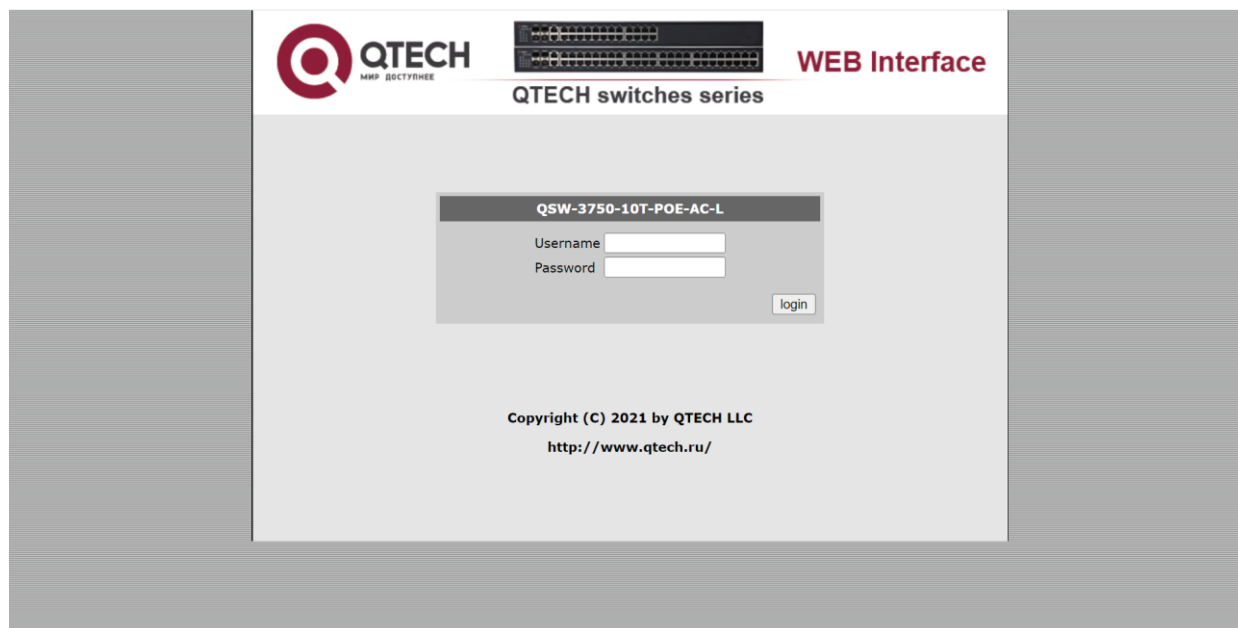 QTECH
МИР ДОСТУПНЕЕ
WEB Interface
QTECH switches series
QSW-3750-10T-POE-AC-L
Username
Password
login
Copyright (C) 2021 by QTECH LLC
http://www.qtech.ru/